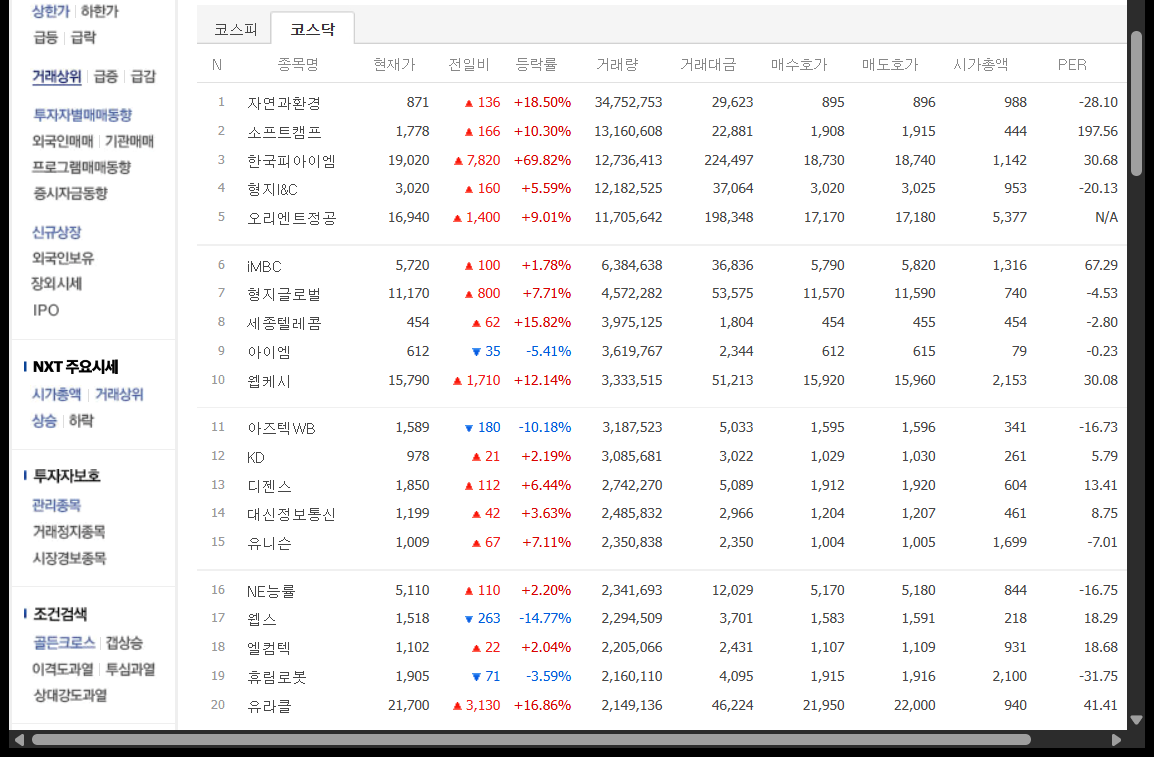 상한가 | 하한가
급등 | 급락
거래상위 | 급증 | 급감
투자자별매매동향
외국인매매 | 기관매매
프로그램매매동향
증시자금동향
신규상장
외국인보유
장외시세
IPO
NXT 주요시세
시가총액 | 거래상위
상승 | 하락
투자자보호
관리종목
거래정지종목
시장경보종목
조건검색
골든크로스 | 갭상승
이격도과열 | 투심과열
상대강도과열
코스피 코스닥
N 종목명 현재가 전일비 등락률 거래량 거래대금 매수호가 매도호가 시가총액 PER
1 자연과환경 871 ▲ 136 +18.50% 34,752,753 29,623 895 896 988 -28.10
2 소프트캠프 1,778 ▲ 166 +10.30% 13,160,608 22,881 1,908 1,915 444 197.56
3 한국피아이엠 19,020 ▲ 7,820 +69.82% 12,736,413 224,497 18,730 18,740 1,142 30.68
4 형지I&C 3,020 ▲ 160 +5.59% 12,182,525 37,064 3,020 3,025 953 -20.13
5 오리엔트정공 16,940 ▲ 1,400 +9.01% 11,705,642 198,348 17,170 17,180 5,377 N/A
6 iMBC 5,720 ▲ 100 +1.78% 6,384,638 36,836 5,790 5,820 1,316 67.29
7 형지글로벌 11,170 ▲ 800 +7.71% 4,572,282 53,575 11,570 11,590 740 -4.53
8 세종텔레콤 454 ▲ 62 +15.82% 3,975,125 1,804 454 455 454 -2.80
9 아이엠 612 ▼ 35 -5.41% 3,619,767 2,344 612 615 79 -0.23
10 웹케시 15,790 ▲ 1,710 +12.14% 3,333,515 51,213 15,920 15,960 2,153 30.08
11 아즈텍WB 1,589 ▼ 180 -10.18% 3,187,523 5,033 1,595 1,596 341 -16.73
12 KD 978 ▲ 21 +2.19% 3,085,681 3,022 1,029 1,030 261 5.79
13 디젠스 1,850 ▲ 112 +6.44% 2,742,270 5,089 1,912 1,920 604 13.41
14 대신정보통신 1,199 ▲ 42 +3.63% 2,485,832 2,966 1,204 1,207 461 8.75
15 유니슨 1,009 ▲ 67 +7.11% 2,350,838 2,350 1,004 1,005 1,699 -7.01
16 NE능률 5,110 ▲ 110 +2.20% 2,341,693 12,029 5,170 5,180 844 -16.75
17 웹스 1,518 ▼ 263 -14.77% 2,294,509 3,701 1,583 1,591 218 18.29
18 엘컴텍 1,102 ▲ 22 +2.04% 2,205,066 2,431 1,107 1,109 931 18.68
19 휴림로봇 1,905 ▼ 71 -3.59% 2,160,110 4,095 1,915 1,916 2,100 -31.75
20 유라클 21,700 ▲ 3,130 +16.86% 2,149,136 46,224 21,950 22,000 940 41.41